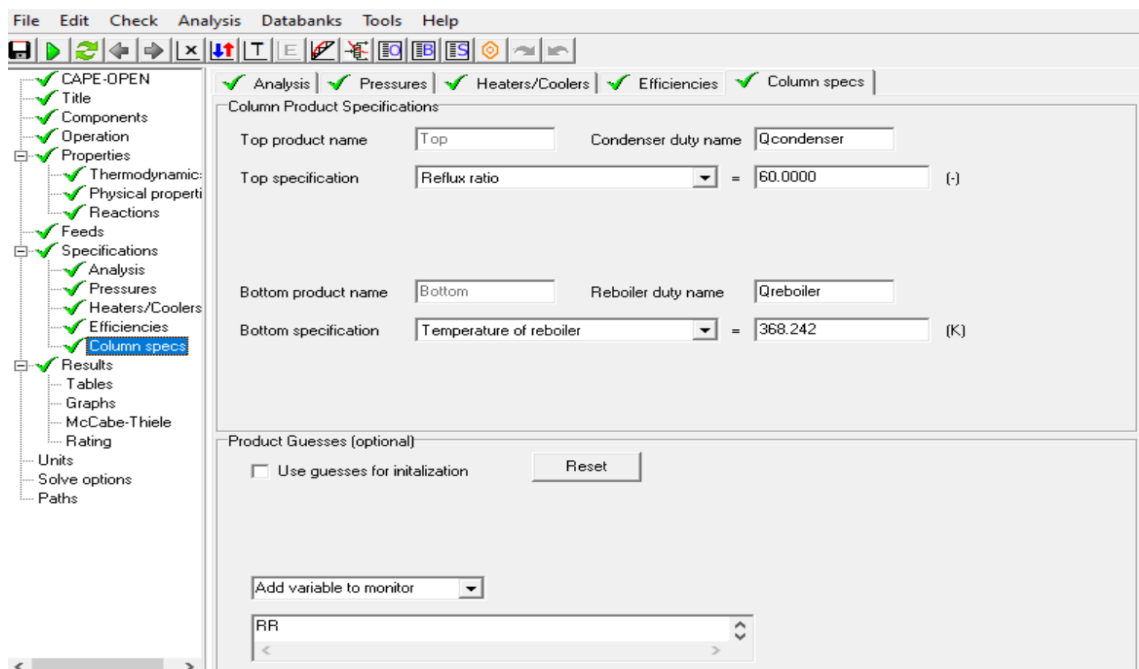 File Edit Check Analysis Databanks Tools Help
CAPE-OPEN
Title
Components
Operation
Properties
Thermodynamic:
Physical properti
Reactions
Feeds
Specifications
Analysis
Pressures
Heaters/Coolers
Efficiencies
Column specs
Results
Tables
Graphs
McCabe-Thiele
Rating
Units
Solve options
Paths
Analysis Pressures Heaters/Coolers Efficiencies Column specs
Column Product Specifications
Top product name Top Condenser duty name Qcondenser
Top specification Reflux ratio = 60.0000 (-)
Bottom product name Bottom Reboiler duty name Qreboiler
Bottom specification Temperature of reboiler = 368.242 (K)
Product Guesses (optional)
Use guesses for initalization Reset
Add variable to monitor
RR